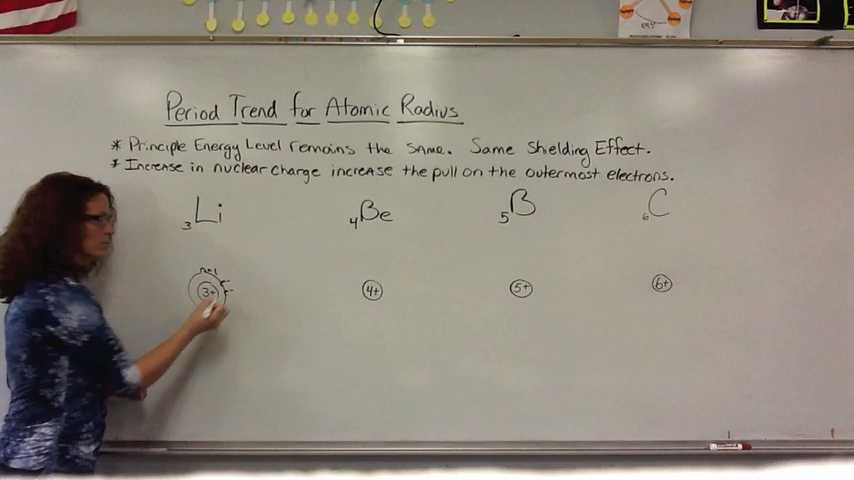 Period Trend for Atomic Radius
* Principle Energy Level remains the same. Same Shielding Effect.
* Increase in nuclear charge increase the pull on the outermost electrons.
3Li 4Be 5B 6C
n=1
3+ 4+ 5+ 6+